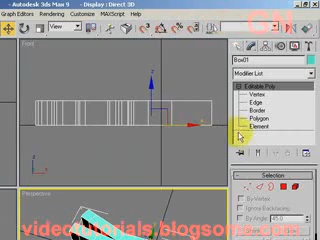 - Autodesk 3ds Max 9 - Display : Direct 3D
Graph Editors Rendering Customize MAXScript Help
View
View
Front
Box01
Modifier List
Editable Poly
Vertex
Edge
Border
Polygon
Element
z
x
Selection
By Vertex
Ignore Backfacing
By Angle: 45.0
Perspective
videotutorials.blogsome.com